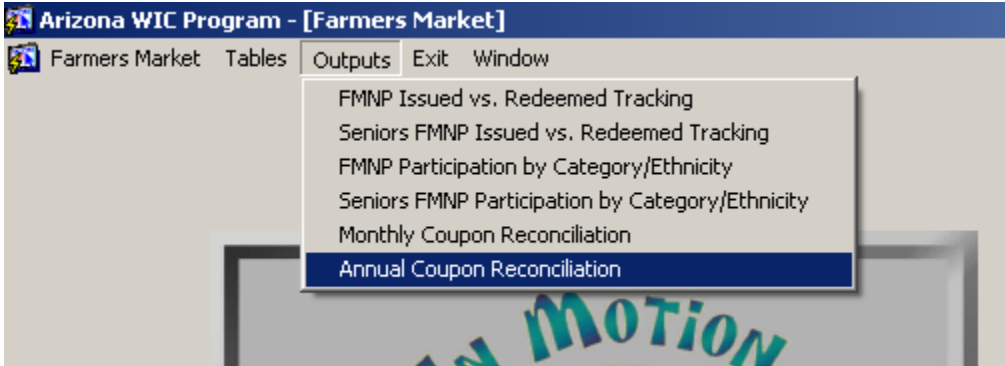 Arizona WIC Program - [Farmers Market]
Farmers Market Tables Outputs Exit Window
FMNP Issued vs. Redeemed Tracking
Seniors FMNP Issued vs. Redeemed Tracking
FMNP Participation by Category/Ethnicity
Seniors FMNP Participation by Category/Ethnicity
Monthly Coupon Reconciliation
Annual Coupon Reconciliation
IN MOTION